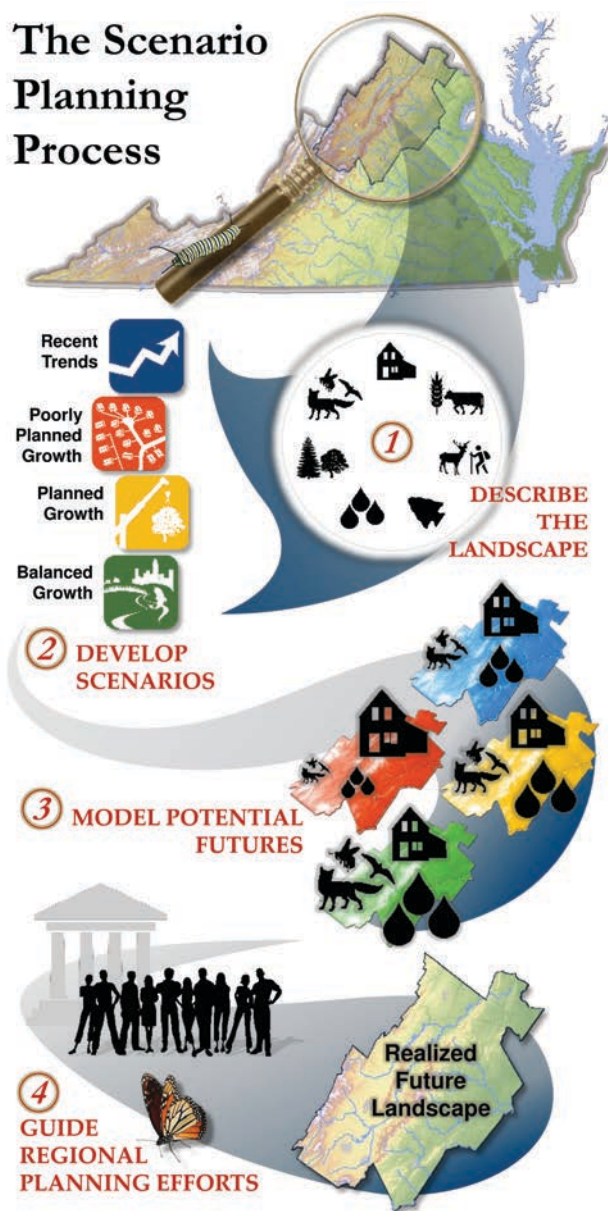 The Scenario
Planning
Process
1
DESCRIBE
THE
LANDSCAPE
Recent
Trends
Poorly
Planned
Growth
Planned
Growth
Balanced
Growth
2 DEVELOP
SCENARIOS
3 MODEL POTENTIAL
FUTURES
Realized
Future
Landscape
4
GUIDE
REGIONAL
PLANNING EFFORTS